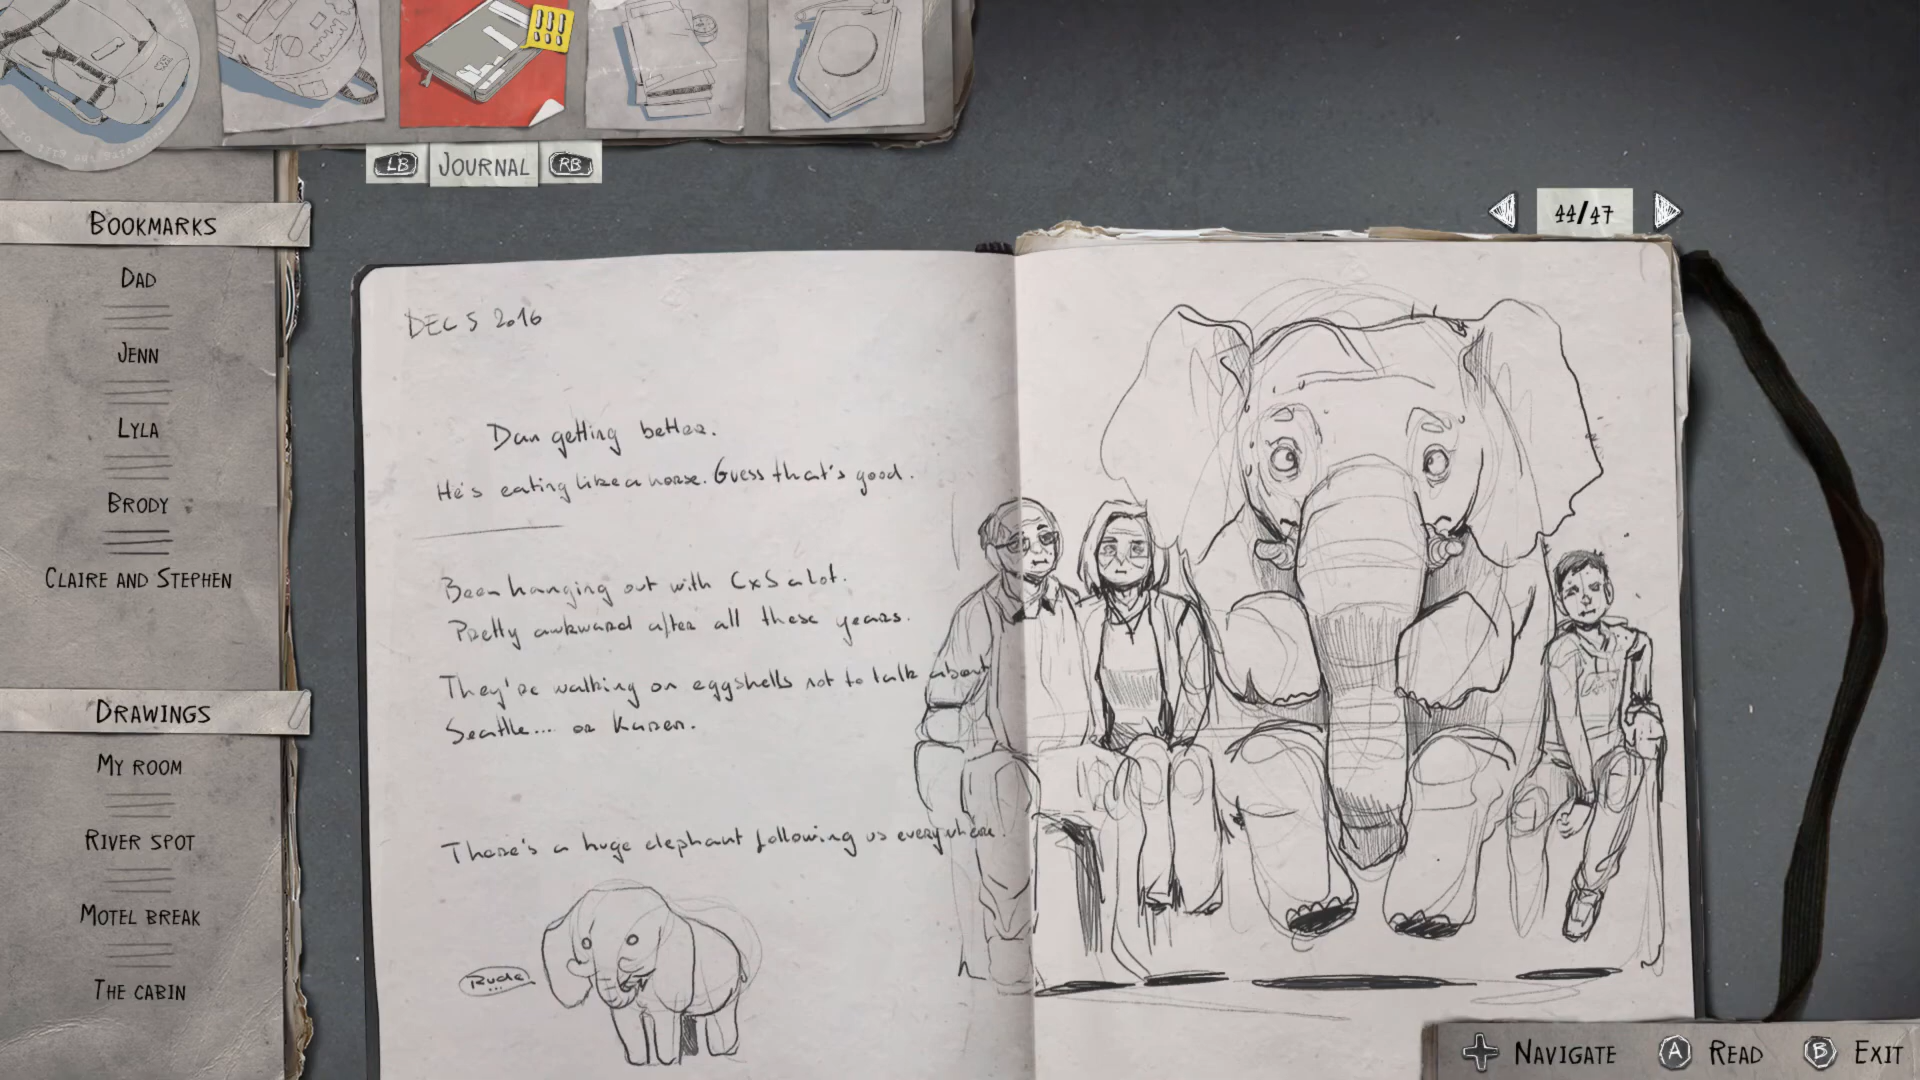 LB JOURNAL RB
44/47
BOOKMARKS
DAD
JENN
LYLA
BRODY
CLAIRE AND STEPHEN
DRAWINGS
MY ROOM
RIVER SPOT
MOTEL BREAK
THE CABIN
DEC 5 2016
Dan getting better.
He's eating like a horse. Guess that's good.
Been hanging out with CxS a lot.
Pretty awkward after all these years.
They're walking on eggshells not to talk about
Seattle... or Karen.
There's a huge elephant following us everywhere.
Rude...
NAVIGATE A READ B EXIT